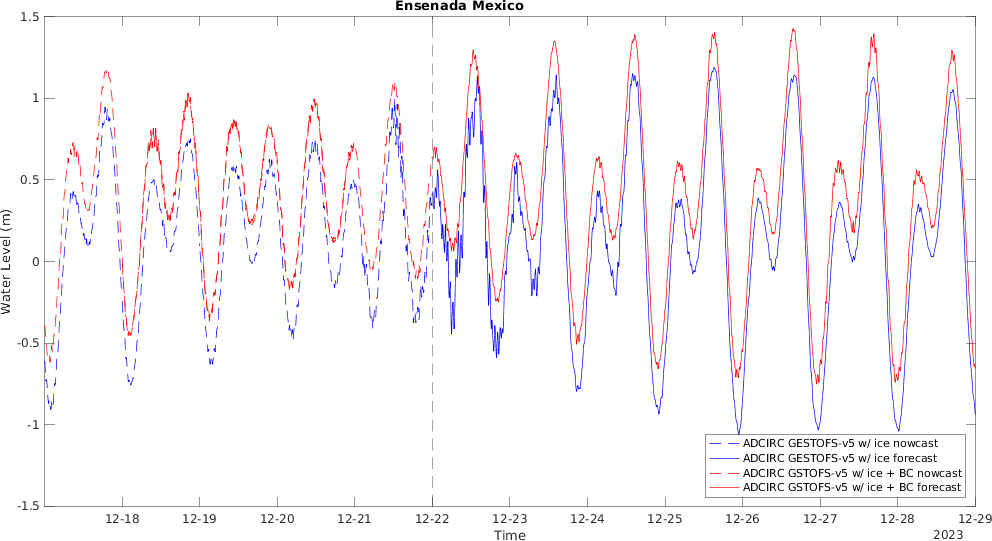 Ensenada Mexico
Water Level (m)
1.5
1
0.5
0
-0.5
-1
-1.5
12-18
12-19
12-20
12-21
12-22
12-23
12-24
12-25
12-26
12-27
12-28
12-29
Time
2023
ADCIRC GESTOFS-v5 w/ ice nowcast
ADCIRC GESTOFS-v5 w/ ice forecast
ADCIRC GSTOFS-v5 w/ ice + BC nowcast
ADCIRC GSTOFS-v5 w/ ice + BC forecast